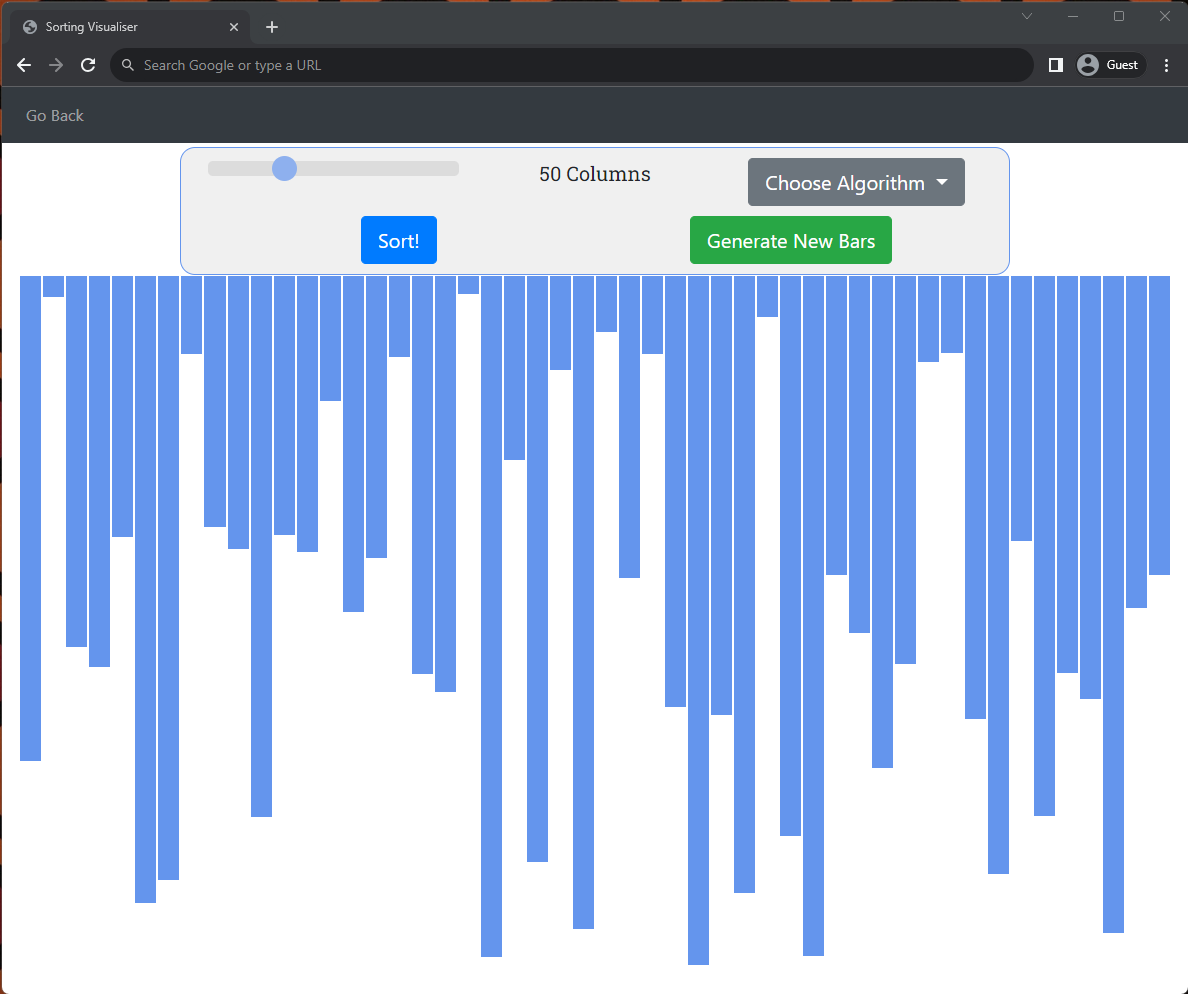 Sorting Visualiser
Search Google or type a URL
Guest
Go Back
50 Columns
Choose Algorithm
Sort!
Generate New Bars